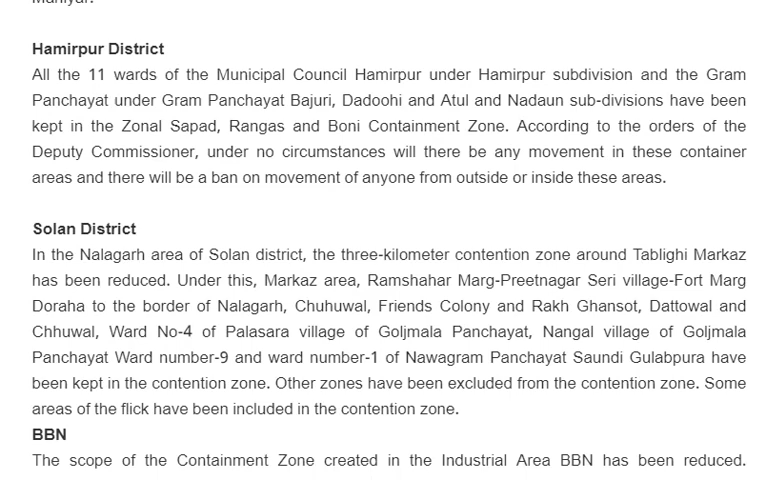 Maniyar.
Hamirpur District
All the 11 wards of the Municipal Council Hamirpur under Hamirpur subdivision and the Gram
Panchayat under Gram Panchayat Bajuri, Dadoohi and Atul and Nadaun sub-divisions have been
kept in the Zonal Sapad, Rangas and Boni Containment Zone. According to the orders of the
Deputy Commissioner, under no circumstances will there be any movement in these container
areas and there will be a ban on movement of anyone from outside or inside these areas.
Solan District
In the Nalagarh area of Solan district, the three-kilometer contention zone around Tablighi Markaz
has been reduced. Under this, Markaz area, Ramshahar Marg-Preetnagar Seri village-Fort Marg
Doraha to the border of Nalagarh, Chuhuwal, Friends Colony and Rakh Ghansot, Dattowal and
Chhuwal, Ward No-4 of Palasara village of Goljmala Panchayat, Nangal village of Goljmala
Panchayat Ward number-9 and ward number-1 of Nawagram Panchayat Saundi Gulabpura have
been kept in the contention zone. Other zones have been excluded from the contention zone. Some
areas of the flick have been included in the contention zone.
BBN
The scope of the Containment Zone created in the Industrial Area BBN has been reduced.